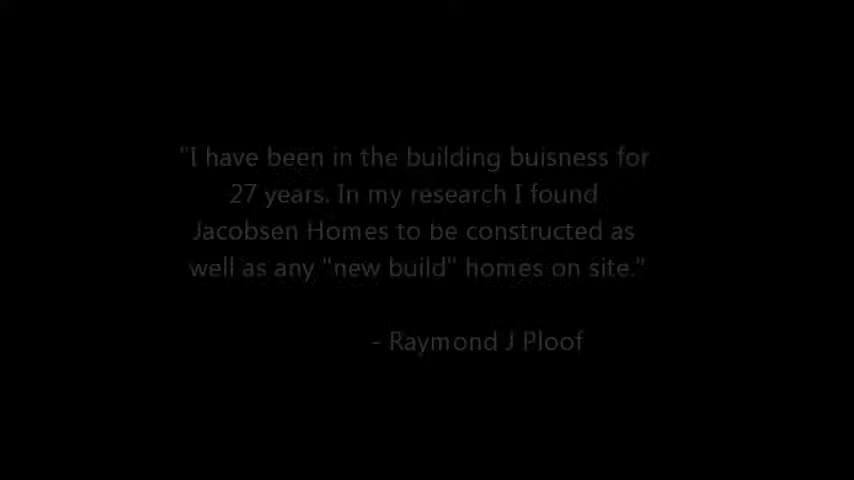 "I have been in the building buisness for
27 years. In my research I found
Jacobsen Homes to be constructed as
well as any "new build" homes on site."
- Raymond J Ploof